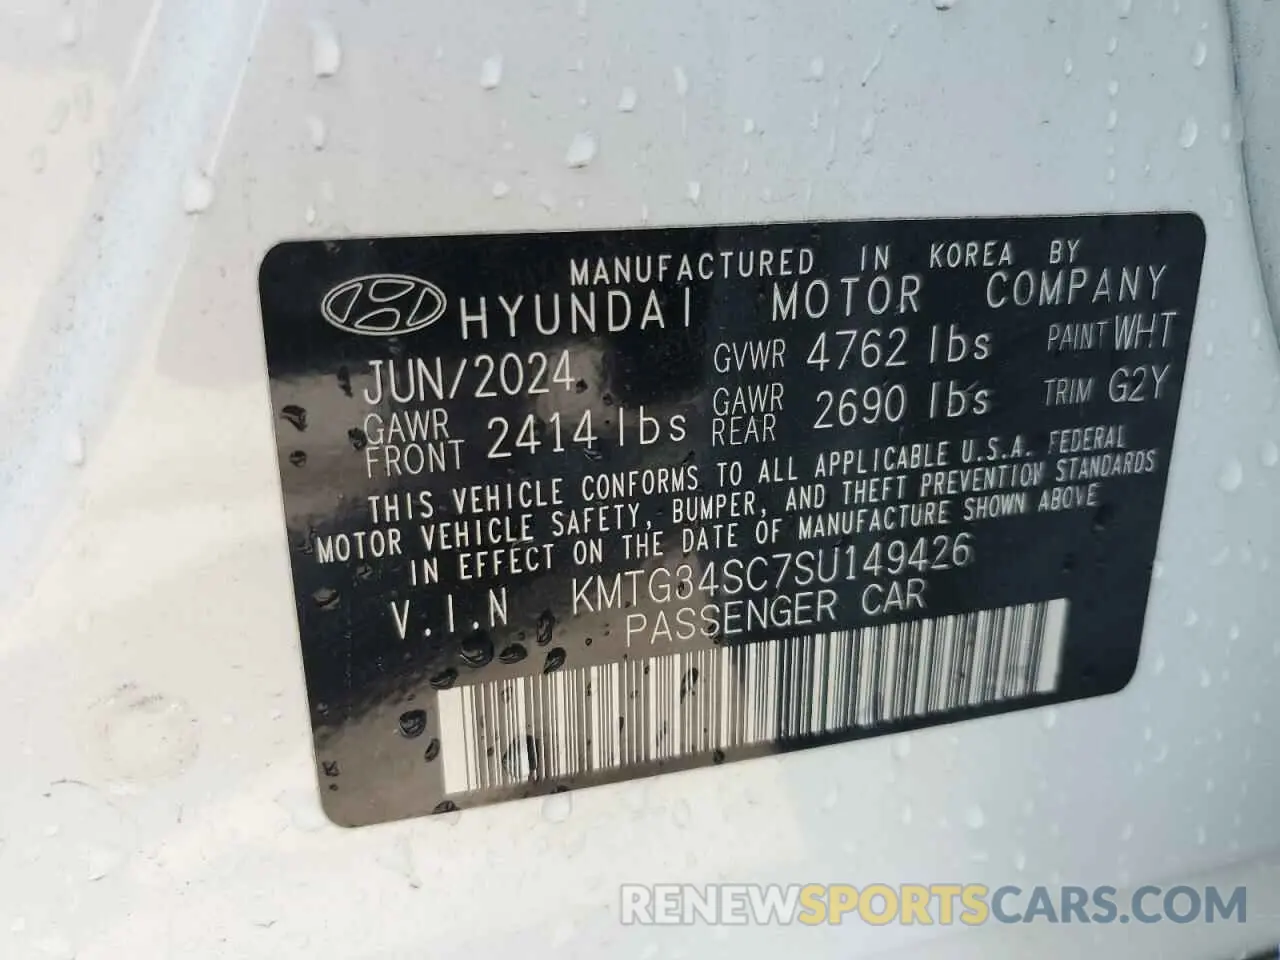 MANUFACTURED IN KOREA BY
HYUNDAI MOTOR COMPANY
JUN/2024 GVWR 4762 lbs PAINT WHT
GAWR FRONT 2414 lbs GAWR REAR 2690 lbs TRIM G2Y
THIS VEHICLE CONFORMS TO ALL APPLICABLE U.S.A. FEDERAL
MOTOR VEHICLE SAFETY, BUMPER, AND THEFT PREVENTION STANDARDS
IN EFFECT ON THE DATE OF MANUFACTURE SHOWN ABOVE
V.I.N KMTG34SC7SU149426
PASSENGER CAR
RENEWSPORTSCARS.COM